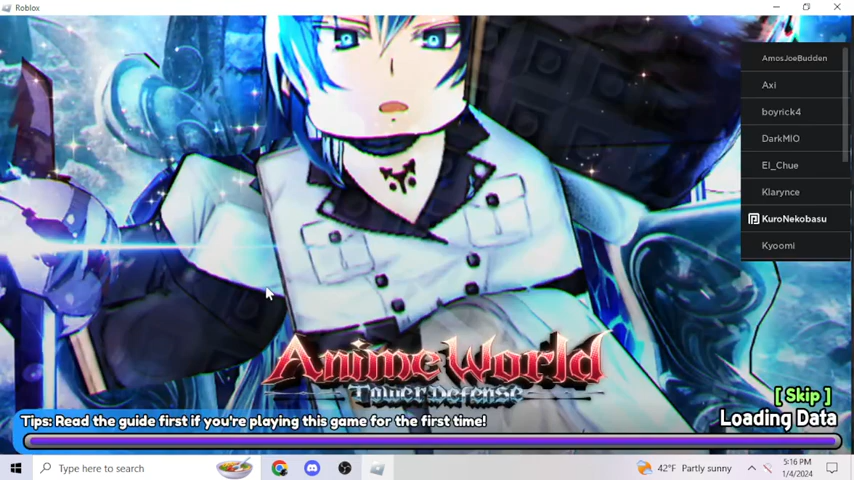 Roblox
AmosJoeBudden
Axi
boyrick4
DarkMIO
El_Chue
Klarynce
KuroNekobasu
Kyoomi
Anime World
Tower Defense
[ Skip ]
Loading Data
Tips: Read the guide first if you're playing this game for the first time!
Type here to search
42°F Partly sunny
5:16 PM
1/4/2024